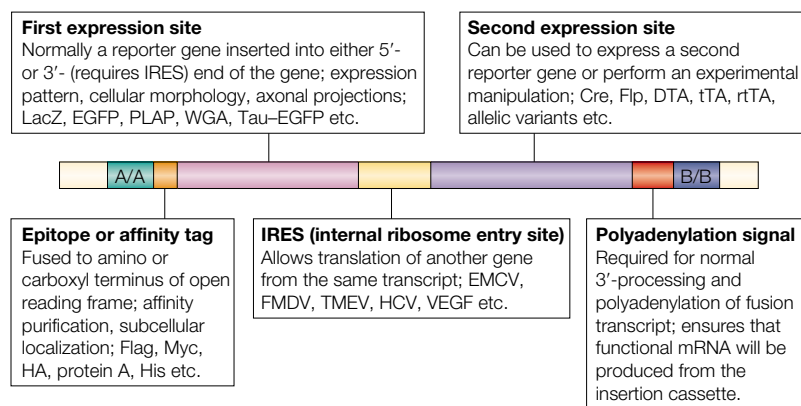 First expression site
Normally a reporter gene inserted into either 5′-
or 3′- (requires IRES) end of the gene; expression
pattern, cellular morphology, axonal projections;
LacZ, EGFP, PLAP, WGA, Tau–EGFP etc.
Second expression site
Can be used to express a second
reporter gene or perform an experimental
manipulation; Cre, Flp, DTA, tTA, rtTA,
allelic variants etc.
A/A
B/B
Epitope or affinity tag
Fused to amino or
carboxyl terminus of open
reading frame; affinity
purification, subcellular
localization; Flag, Myc,
HA, protein A, His etc.
IRES (internal ribosome entry site)
Allows translation of another gene
from the same transcript; EMCV,
FMDV, TMEV, HCV, VEGF etc.
Polyadenylation signal
Required for normal
3′-processing and
polyadenylation of fusion
transcript; ensures that
functional mRNA will be
produced from the
insertion cassette.